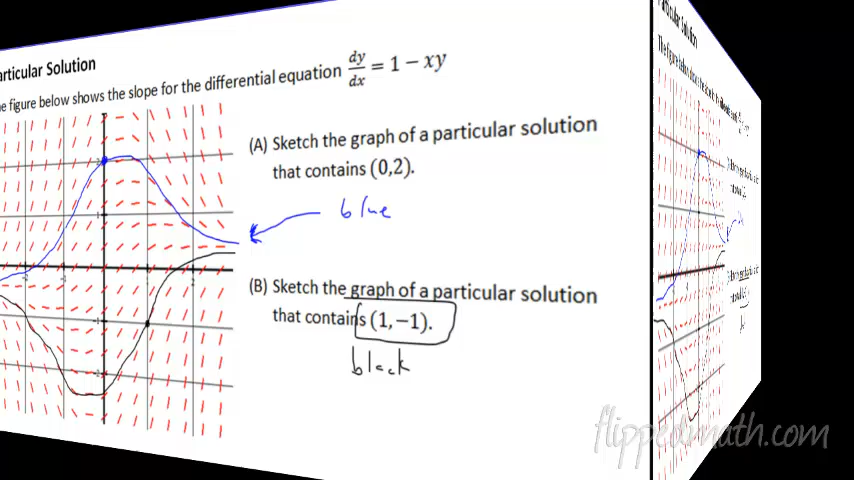 articular Solution
e figure below shows the slope for the differential equation dy/dx = 1 − xy
(A) Sketch the graph of a particular solution
that contains (0,2).
blue
(B) Sketch the graph of a particular solution
that contains (1,−1).
black
rticular Solution
flippedmath.com